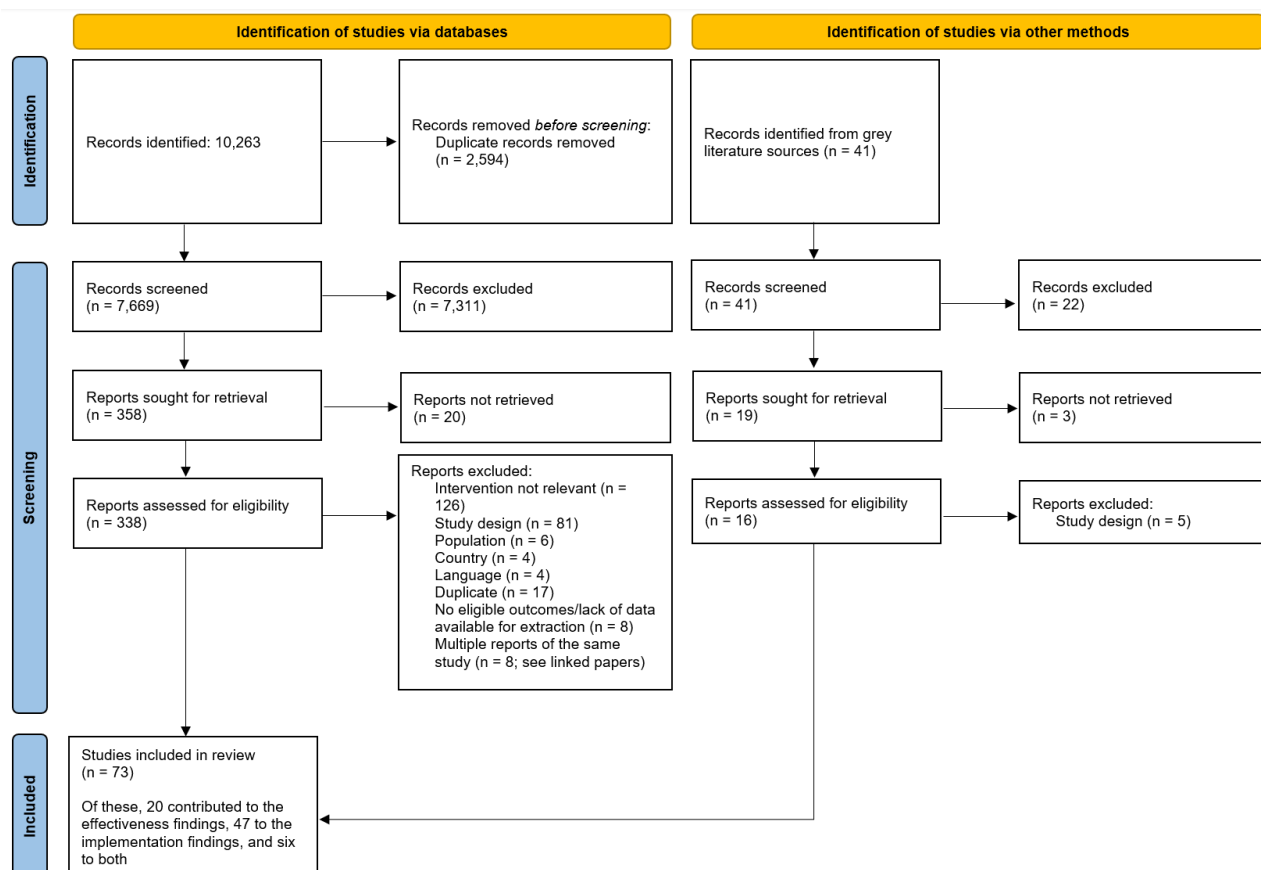 Identification of studies via databases
Identification of studies via other methods
Identification
Records identified: 10,263
Records removed before screening:
Duplicate records removed
(n = 2,594)
Records identified from grey
literature sources (n = 41)
Screening
Records screened
(n = 7,669)
Records excluded
(n = 7,311)
Records screened
(n = 41)
Records excluded
(n = 22)
Reports sought for retrieval
(n = 358)
Reports not retrieved
(n = 20)
Reports sought for retrieval
(n = 19)
Reports not retrieved
(n = 3)
Reports assessed for eligibility
(n = 338)
Reports excluded:
Intervention not relevant (n =
126)
Study design (n = 81)
Population (n = 6)
Country (n = 4)
Language (n = 4)
Duplicate (n = 17)
No eligible outcomes/lack of data
available for extraction (n = 8)
Multiple reports of the same
study (n = 8; see linked papers)
Reports assessed for eligibility
(n = 16)
Reports excluded:
Study design (n = 5)
Included
Studies included in review
(n = 73)
Of these, 20 contributed to the
effectiveness findings, 47 to the
implementation findings, and six
to both